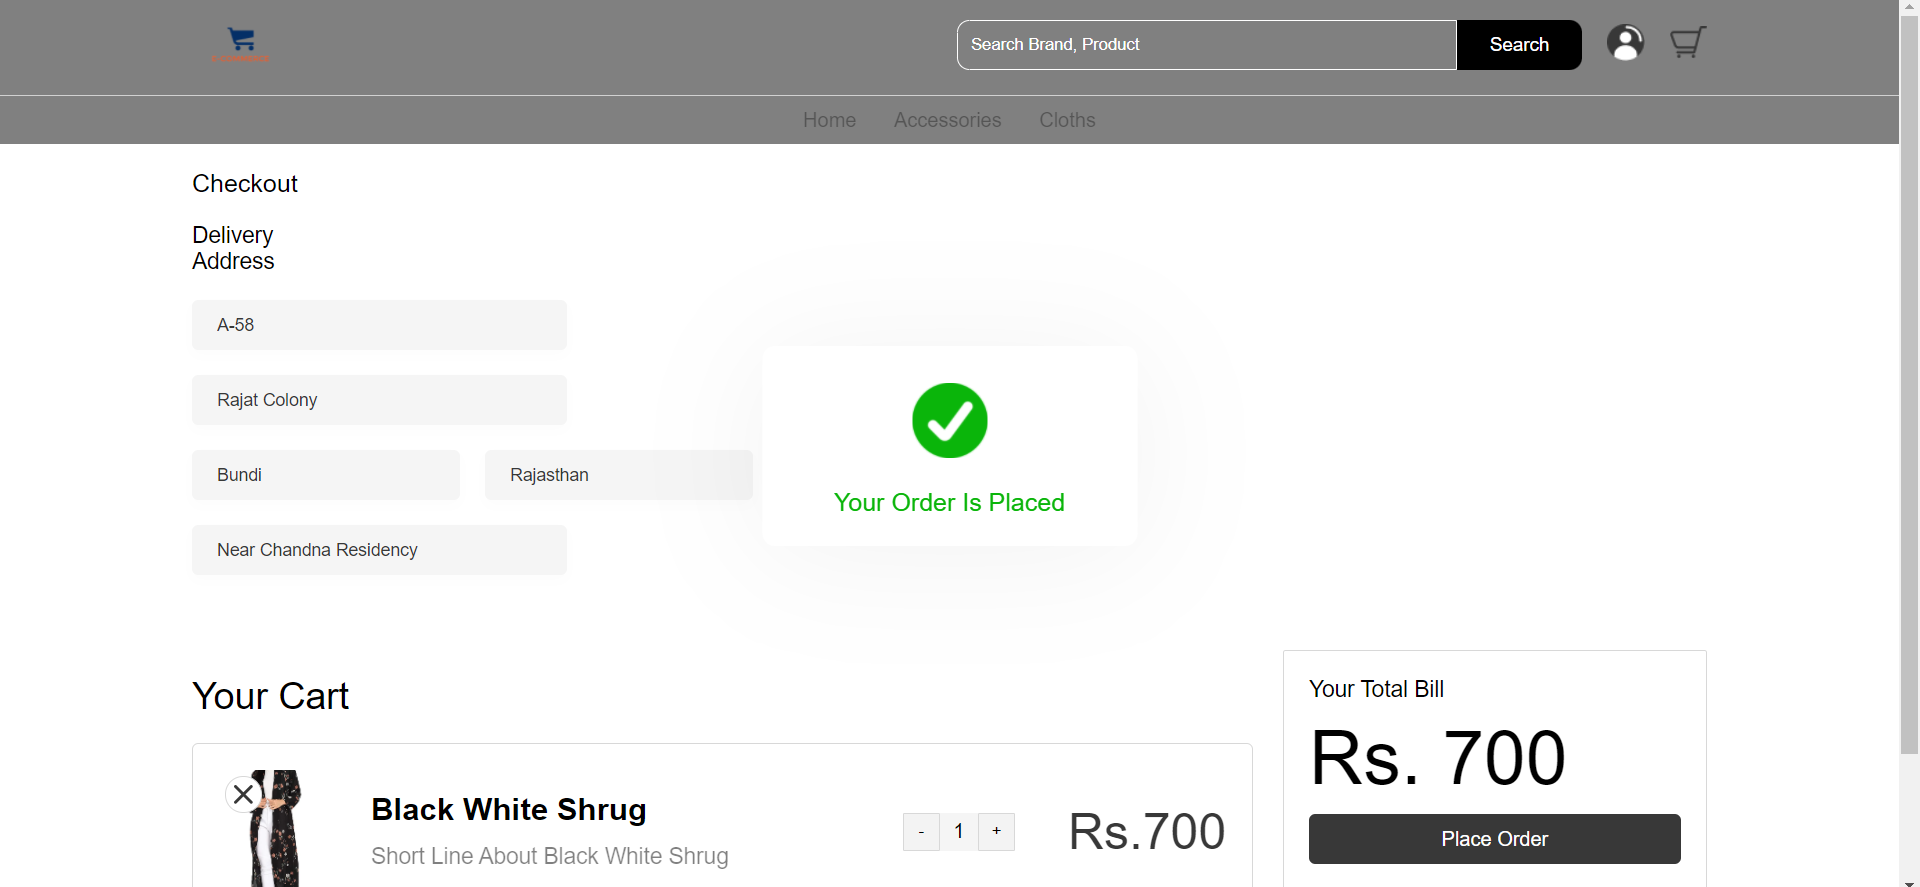 Search Brand, Product
Search
Home
Accessories
Cloths
Checkout
Delivery
Address
A-58
Rajat Colony
Bundi
Rajasthan
Near Chandna Residency
Your Order Is Placed
Your Cart
Black White Shrug
Short Line About Black White Shrug
-
1
+
Rs.700
Your Total Bill
Rs. 700
Place Order